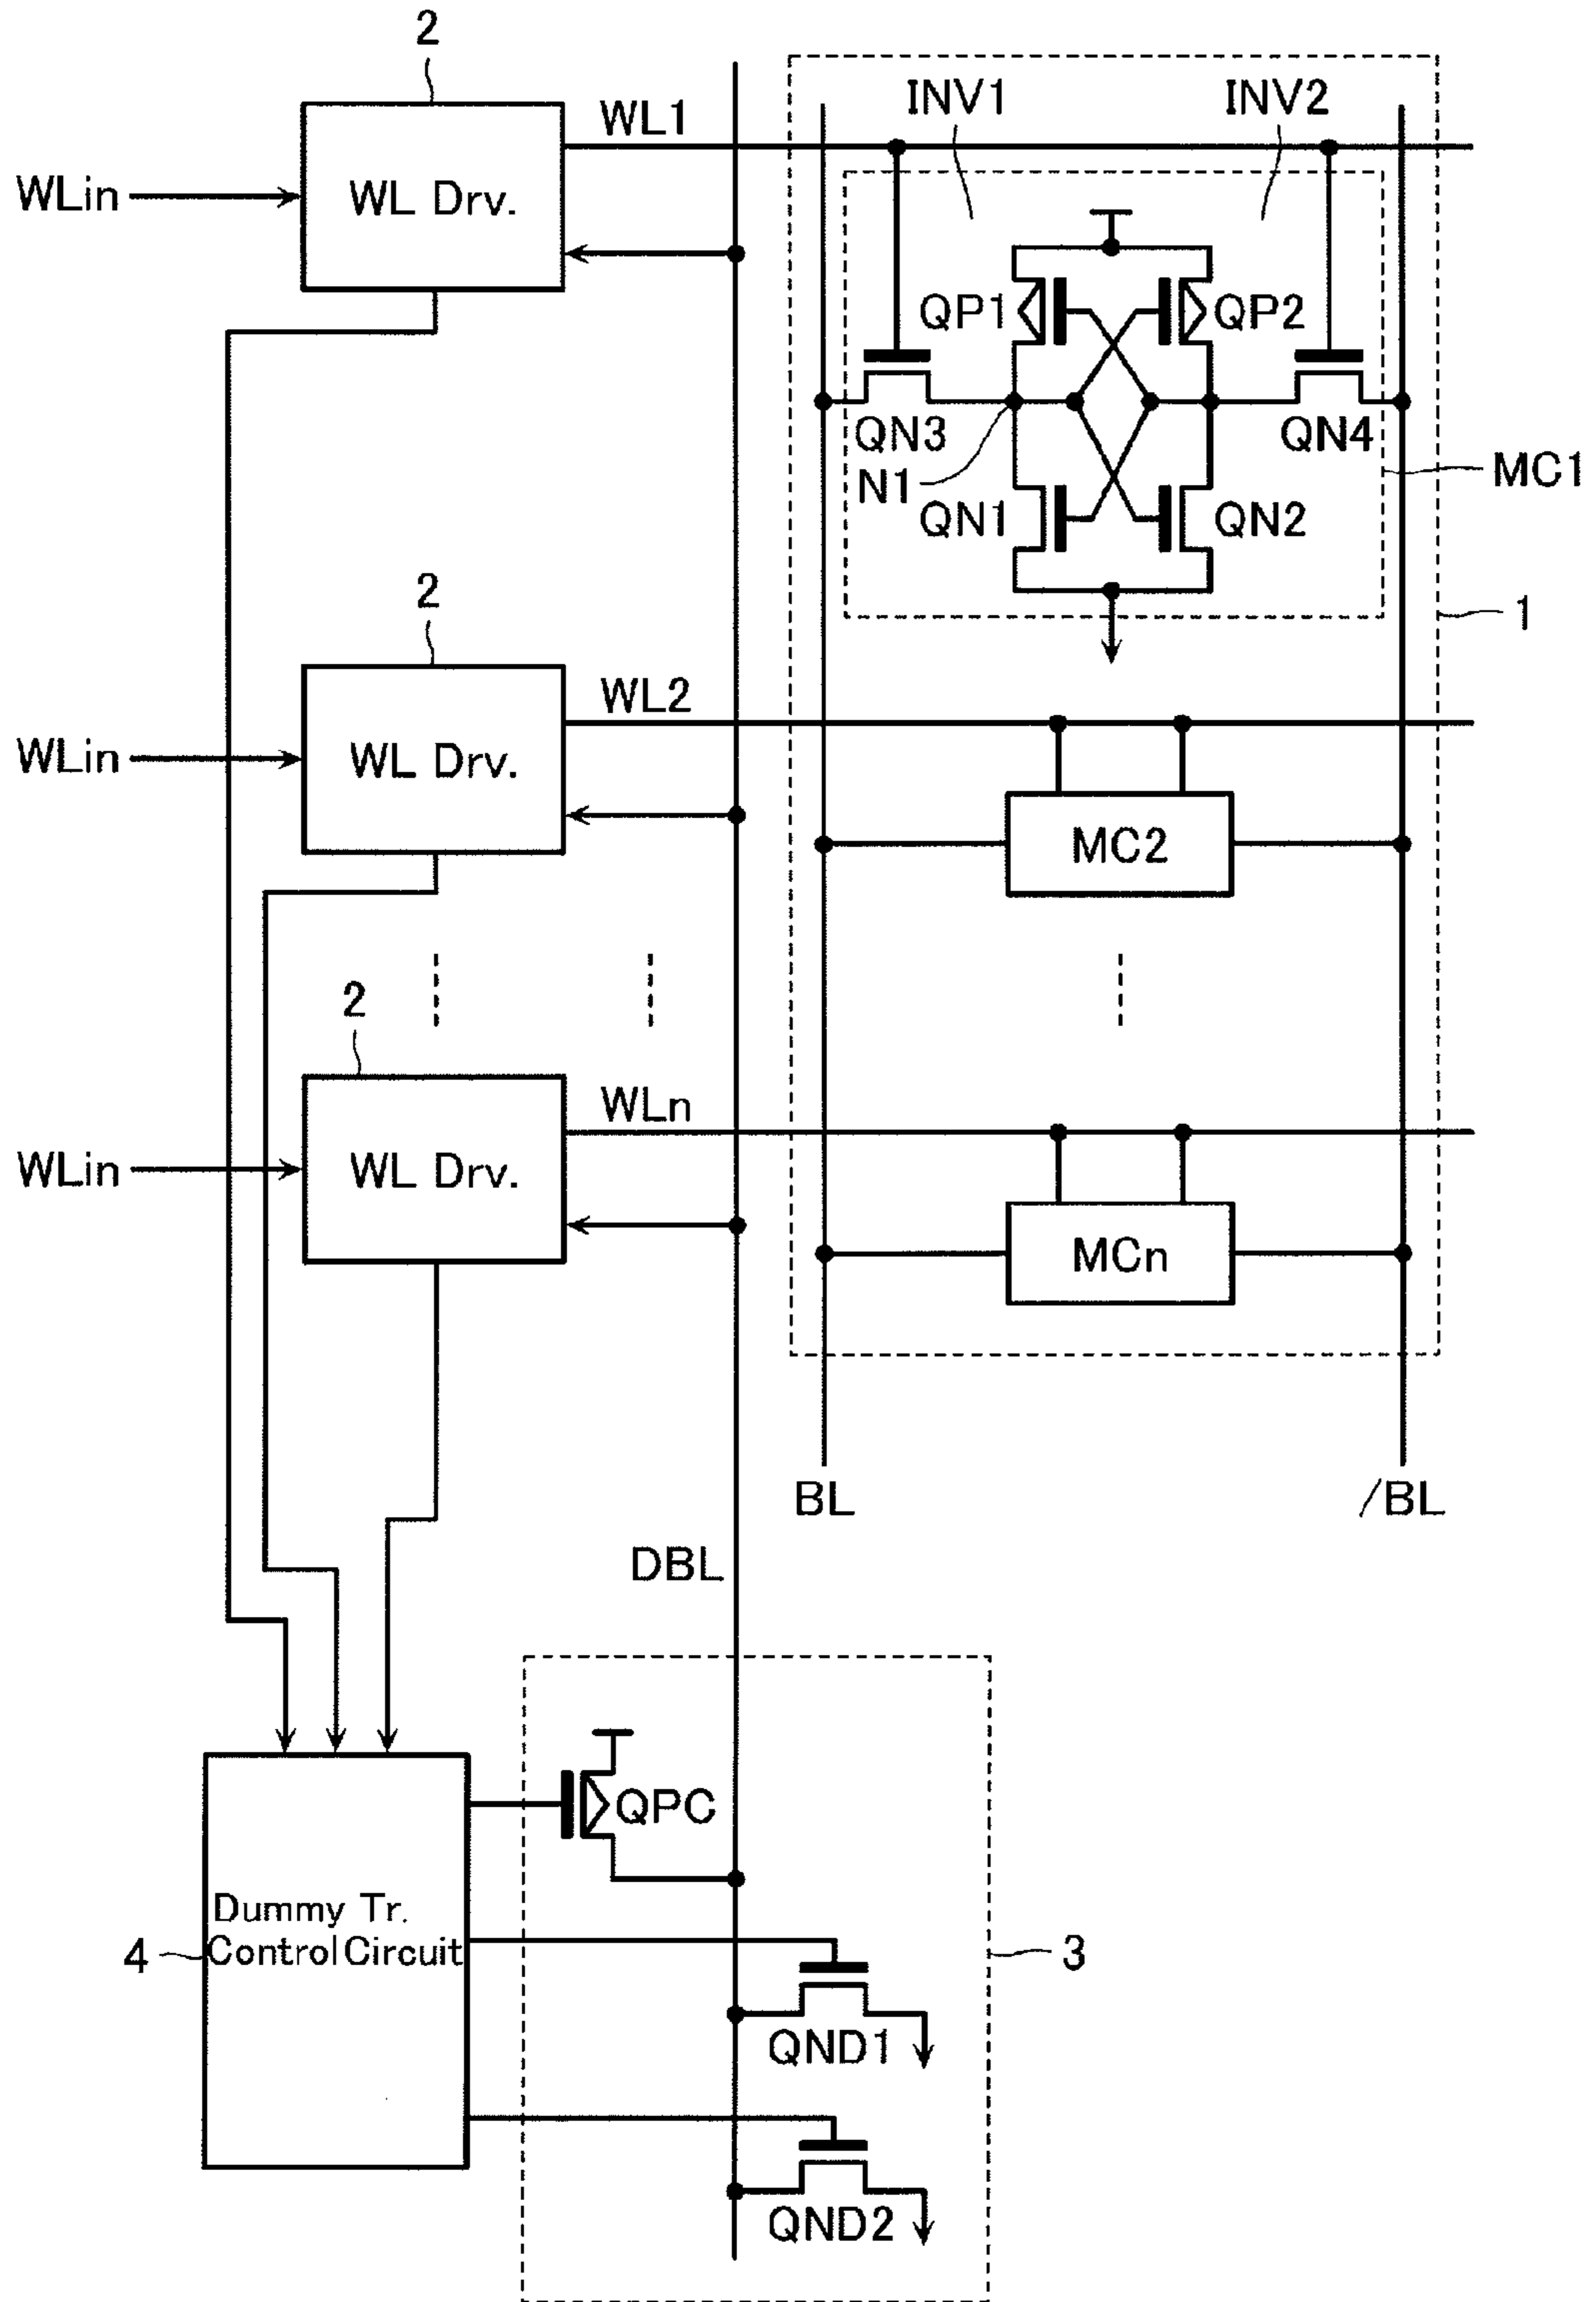 2
INV1
INV2
WL1
WLin
WL Drv.
QP1
QP2
QN3
QN4
N1
MC1
QN1
QN2
2
1
WL2
WLin
WL Drv.
MC2
2
WLn
WLin
WL Drv.
MCn
BL
/BL
DBL
QPC
Dummy Tr.
4
Control Circuit
3
QND1
QND2